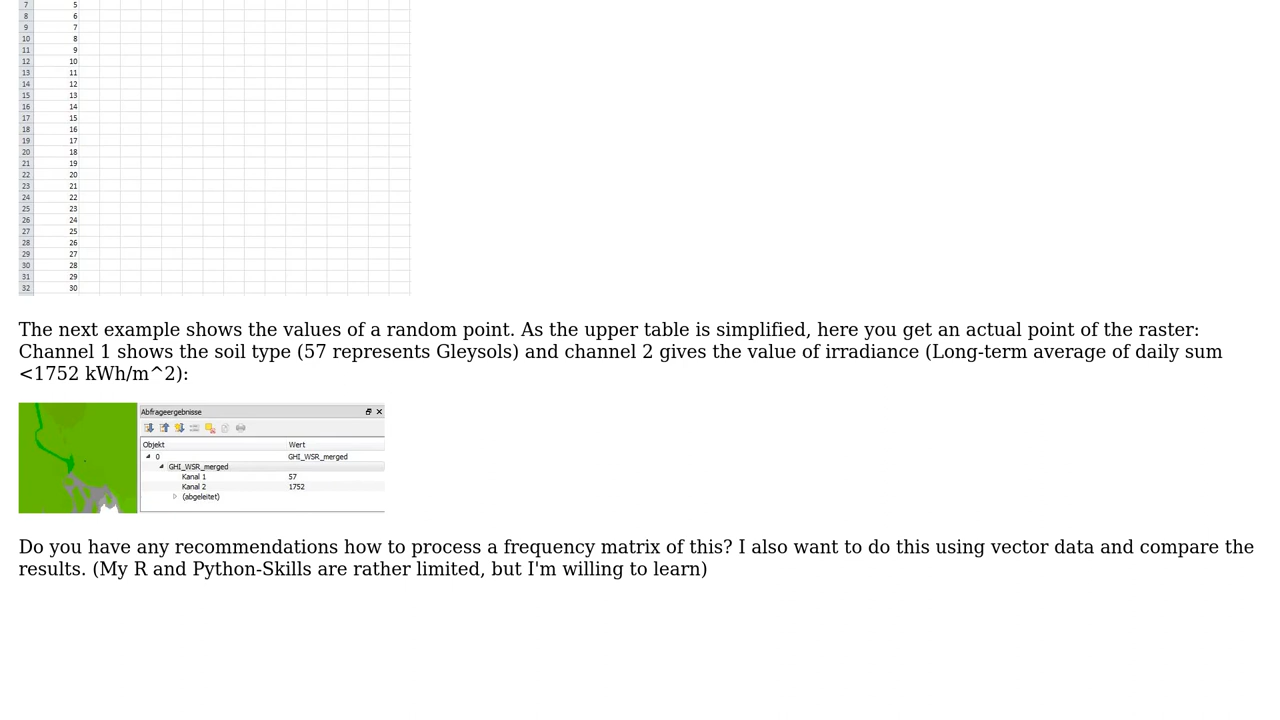 7 5
8 6
9 7
10 8
11 9
12 10
13 11
14 12
15 13
16 14
17 15
18 16
19 17
20 18
21 19
22 20
23 21
24 22
25 23
26 24
27 25
28 26
29 27
30 28
31 29
32 30
The next example shows the values of a random point. As the upper table is simplified, here you get an actual point of the raster:
Channel 1 shows the soil type (57 represents Gleysols) and channel 2 gives the value of irradiance (Long-term average of daily sum
<1752 kWh/m^2):
Abfrageergebnisse
Objekt Wert
0 GHI_WSR_merged
GHI_WSR_merged
Kanal 1 57
Kanal 2 1752
(abgeleitet)
Do you have any recommendations how to process a frequency matrix of this? I also want to do this using vector data and compare the
results. (My R and Python-Skills are rather limited, but I'm willing to learn)